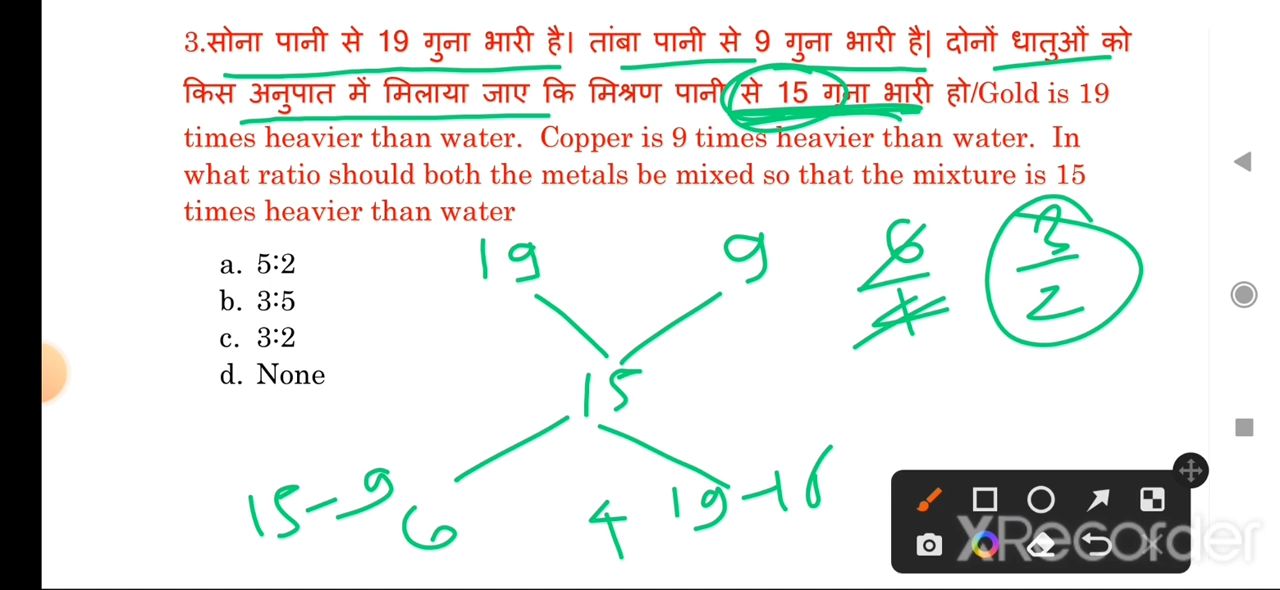 3.सोना पानी से 19 गुना भारी है। तांबा पानी से 9 गुना भारी है| दोनों धातुओं को
किस अनुपात में मिलाया जाए कि मिश्रण पानी से 15 गुना भारी हो/Gold is 19
times heavier than water. Copper is 9 times heavier than water. In
what ratio should both the metals be mixed so that the mixture is 15
times heavier than water
a. 5:2
b. 3:5
c. 3:2
d. None
19 9
6
4
3
2
15
15-9
6
4
19-15
XRecorder